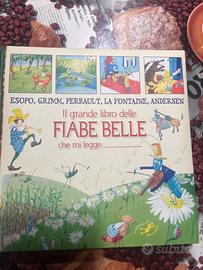 ESOPO, GRIMM, PERRAULT, LA FONTAINE, ANDERSEN
Il grande libro delle
FIABE BELLE
che mi legge
subito